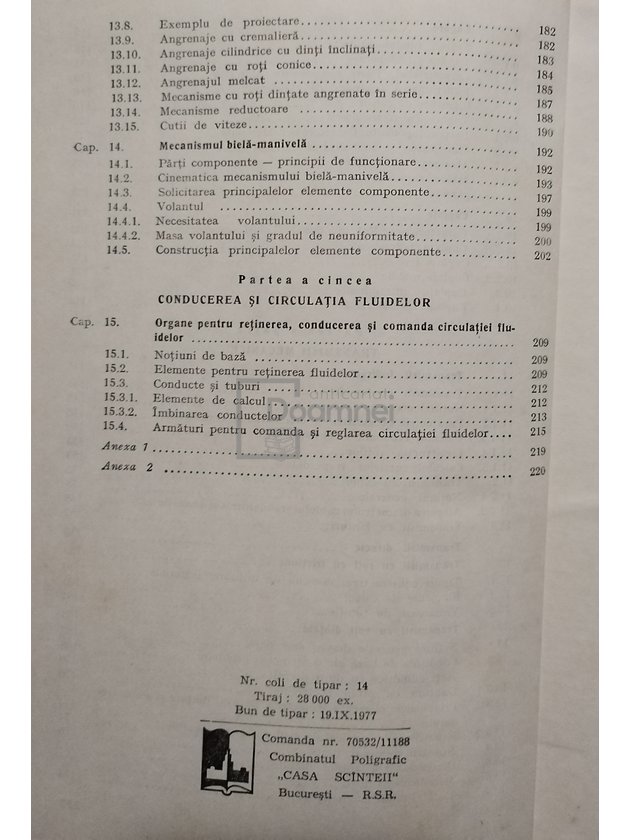 13.8. Exemplu de proiectare 182
13.9. Angrenaje cu cremalieră 182
13.10. Angrenaje cilindrice cu dinți înclinați 183
13.11. Angrenaje cu roți conice 184
13.12. Angrenajul melcat 185
13.13. Mecanisme cu roți dințate angrenate în serie 187
13.14. Mecanisme reductoare 188
13.15. Cutii de viteze 190
Cap. 14. Mecanismul bielă-manivelă 192
14.1. Părți componente — principii de funcționare 192
14.2. Cinematica mecanismului bielă-manivelă 193
14.3. Solicitarea principalelor elemente componente 197
14.4. Volantul 199
14.4.1. Necesitatea volantului 199
14.4.2. Masa volantului și gradul de neuniformitate 200
14.5. Construcția principalelor elemente componente 202
Partea a cincea
CONDUCEREA ȘI CIRCULAȚIA FLUIDELOR
Cap. 15. Organe pentru reținerea, conducerea și comanda circulației flu-
idelor 209
15.1. Noțiuni de bază 209
15.2. Elemente pentru reținerea fluidelor 209
15.3. Conducte și tuburi 212
15.3.1. Elemente de calcul 212
15.3.2. Îmbinarea conductelor 213
15.4. Armături pentru comanda și reglarea circulației fluidelor 215
Anexa 1 219
Anexa 2 220
anticariat
Doamnei
Nr. coli de tipar : 14
Tiraj : 28 000 ex.
Bun de tipar : 19.IX.1977
Comanda nr. 70532/11188
Combinatul Poligrafic
„CASA SCÎNTEII"
București — R.S.R.